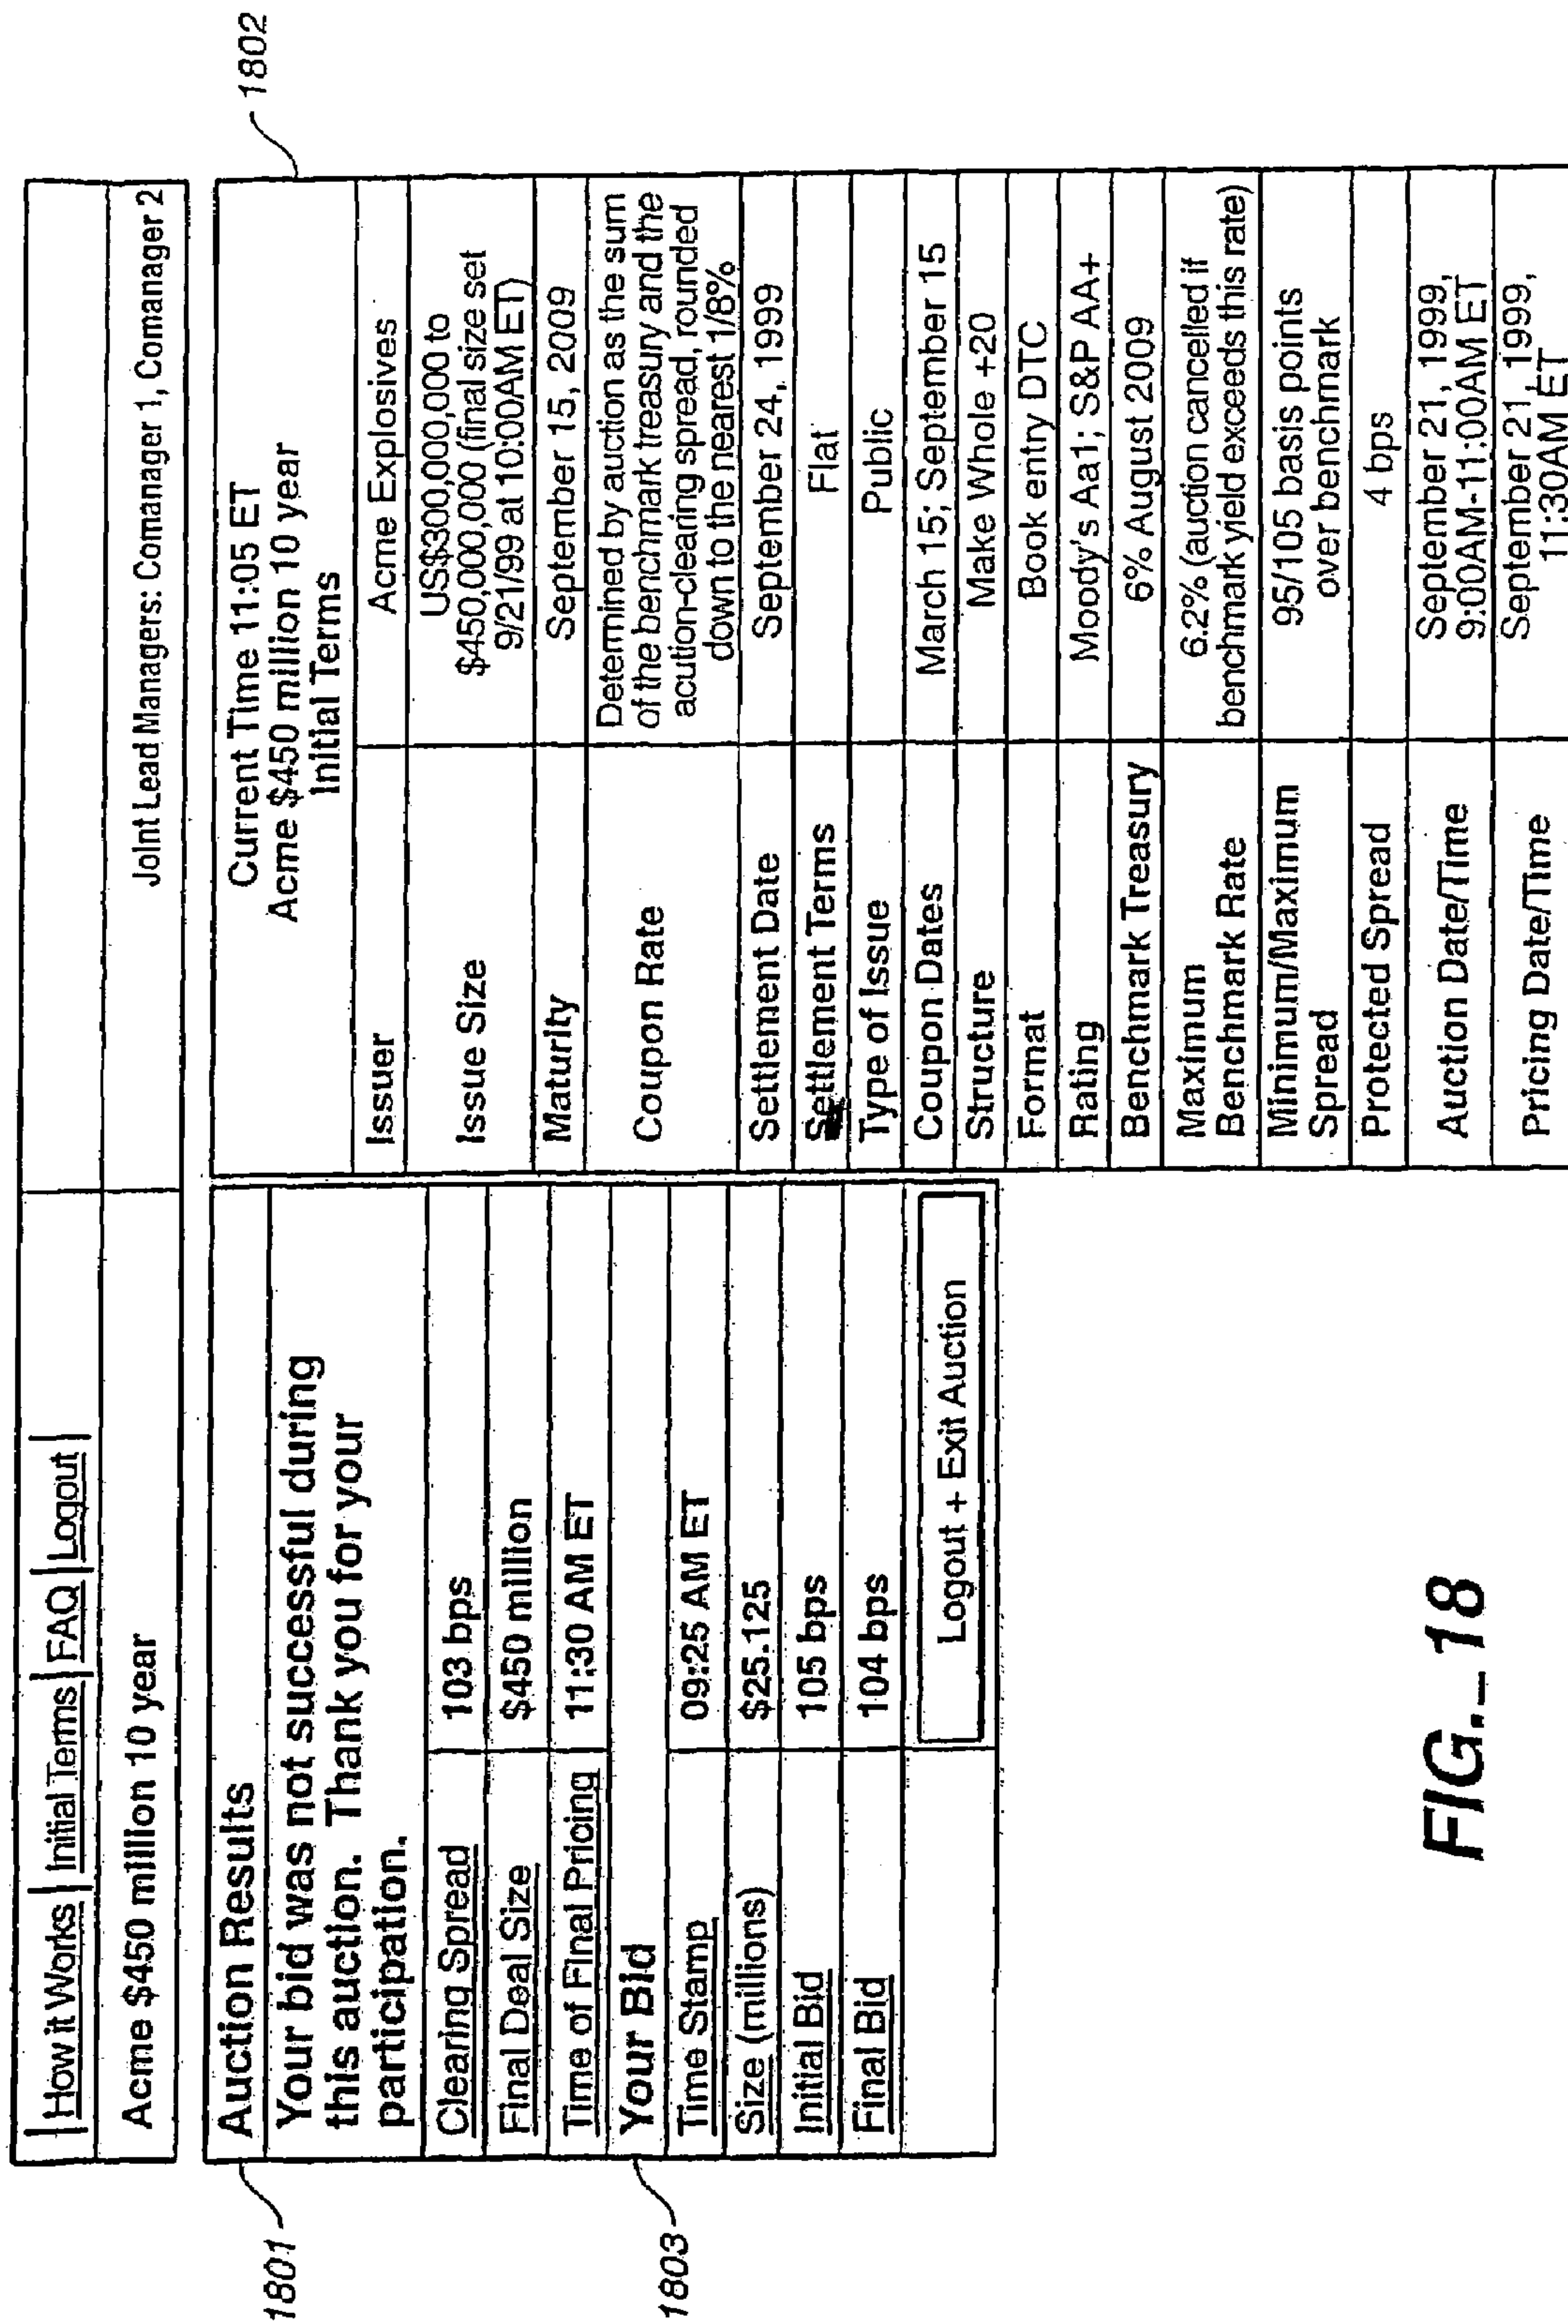 | How it Works | Initial Terms | FAQ | Logout |
Acme $450 million 10 year
Joint Lead Managers: Comanager 1, Comanager 2
1801
Auction Results
Your bid was not successful during
this auction. Thank you for your
participation.
Clearing Spread 103 bps
Final Deal Size $450 million
Time of Final Pricing 11:30 AM ET
1803
Your Bid
Time Stamp 09:25 AM ET
Size (millions) $25.125
Initial Bid 105 bps
Final Bid 104 bps
Logout + Exit Auction
1802
Current Time 11:05 ET
Acme $450 million 10 year
Initial Terms
Issuer Acme Explosives
Issue Size US$300,000,000 to
$450,000,000 (final size set
9/21/99 at 10:00AM ET)
Maturity September 15, 2009
Coupon Rate Determined by auction as the sum
of the benchmark treasury and the
acution-clearing spread, rounded
down to the nearest 1/8%
Settlement Date September 24, 1999
Settlement Terms Flat
Type of Issue Public
Coupon Dates March 15; September 15
Structure Make Whole +20
Format Book entry DTC
Rating Moody's Aa1; S&P AA+
Benchmark Treasury 6% August 2009
Maximum 6.2% (auction cancelled if
Benchmark Rate benchmark yield exceeds this rate)
Minimum/Maximum 95/105 basis points
Spread over benchmark
Protected Spread 4 bps
Auction Date/Time September 21, 1999,
9:00AM-11:00AM ET
Pricing Date/Time September 21, 1999,
11:30AM ET
FIG._18